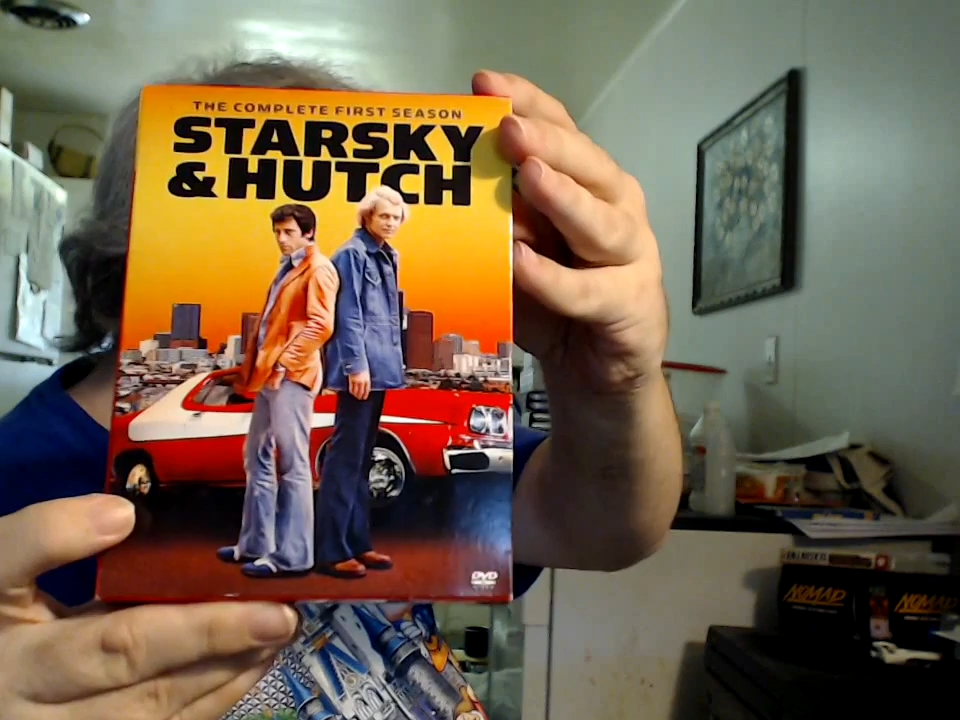 THE COMPLETE FIRST SEASON
STARSKY
& HUTCH
DVD
NOMAD
NOMAD